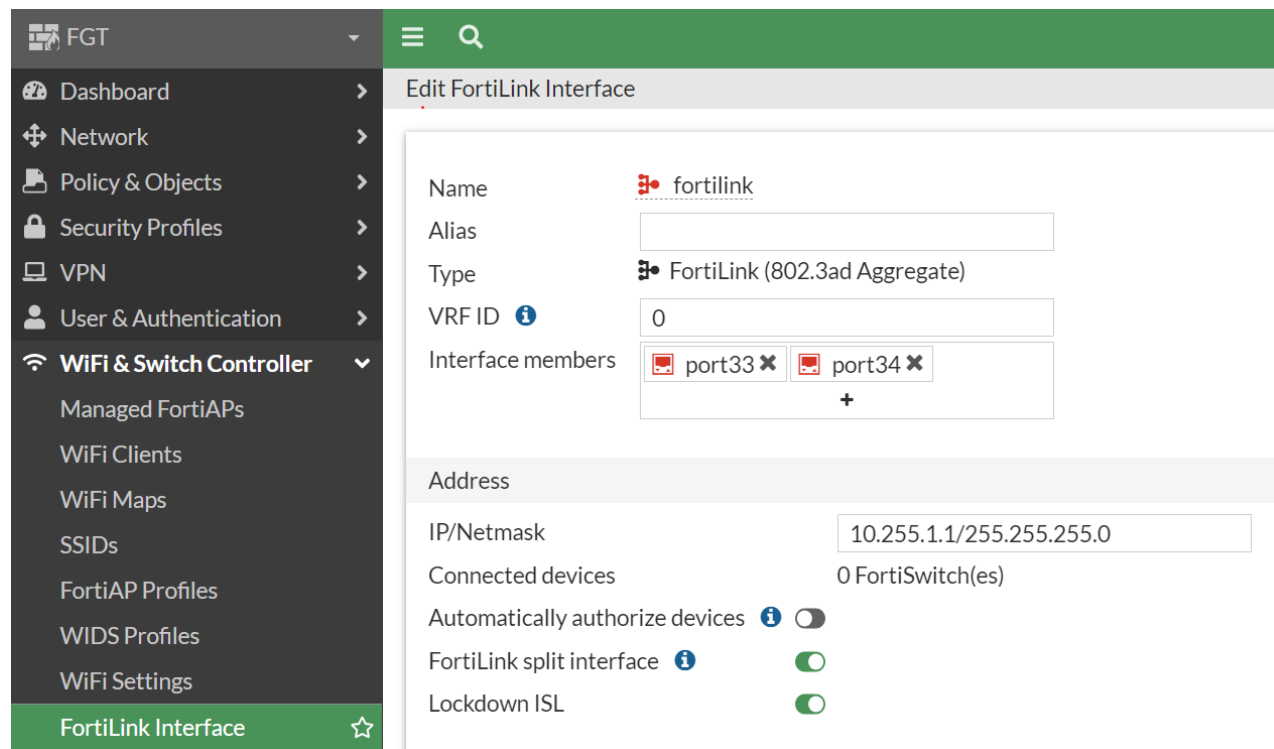 FGT
Dashboard
Network
Policy & Objects
Security Profiles
VPN
User & Authentication
WiFi & Switch Controller
Managed FortiAPs
WiFi Clients
WiFi Maps
SSIDs
FortiAP Profiles
WIDS Profiles
WiFi Settings
FortiLink Interface
Edit FortiLink Interface
Name fortilink
Alias
Type FortiLink (802.3ad Aggregate)
VRF ID 0
Interface members port33 port34
Address
IP/Netmask 10.255.1.1/255.255.255.0
Connected devices 0 FortiSwitch(es)
Automatically authorize devices
FortiLink split interface
Lockdown ISL